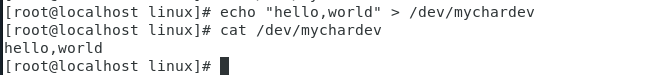 [root@localhost linux]# echo "hello,world" > /dev/mychardev
[root@localhost linux]# cat /dev/mychardev
hello,world
[root@localhost linux]#